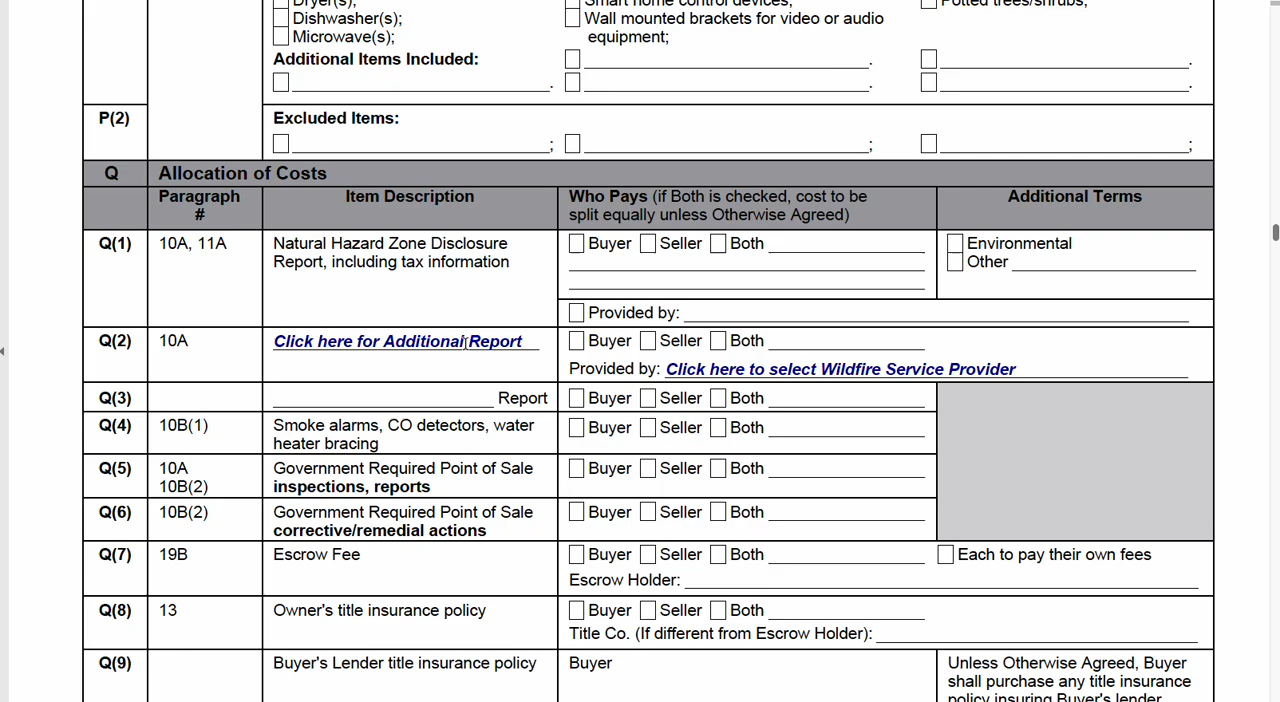 Dryer(s);
Smart home control devices;
Potted trees/shrubs;
Dishwasher(s);
Wall mounted brackets for video or audio
Microwave(s);
equipment;
Additional Items Included:
P(2)
Excluded Items:
Q Allocation of Costs
Paragraph
#
Item Description
Who Pays (if Both is checked, cost to be
split equally unless Otherwise Agreed)
Additional Terms
Q(1) 10A, 11A
Natural Hazard Zone Disclosure
Report, including tax information
Buyer Seller Both
Environmental
Other
Provided by:
Q(2) 10A
Click here for Additional Report
Buyer Seller Both
Provided by: Click here to select Wildfire Service Provider
Q(3)
Report
Buyer Seller Both
Q(4) 10B(1)
Smoke alarms, CO detectors, water
heater bracing
Buyer Seller Both
Q(5) 10A
10B(2)
Government Required Point of Sale
inspections, reports
Buyer Seller Both
Q(6) 10B(2)
Government Required Point of Sale
corrective/remedial actions
Buyer Seller Both
Q(7) 19B
Escrow Fee
Buyer Seller Both
Each to pay their own fees
Escrow Holder:
Q(8) 13
Owner's title insurance policy
Buyer Seller Both
Title Co. (If different from Escrow Holder):
Q(9)
Buyer's Lender title insurance policy
Buyer
Unless Otherwise Agreed, Buyer
shall purchase any title insurance
policy insuring Buyer's lender